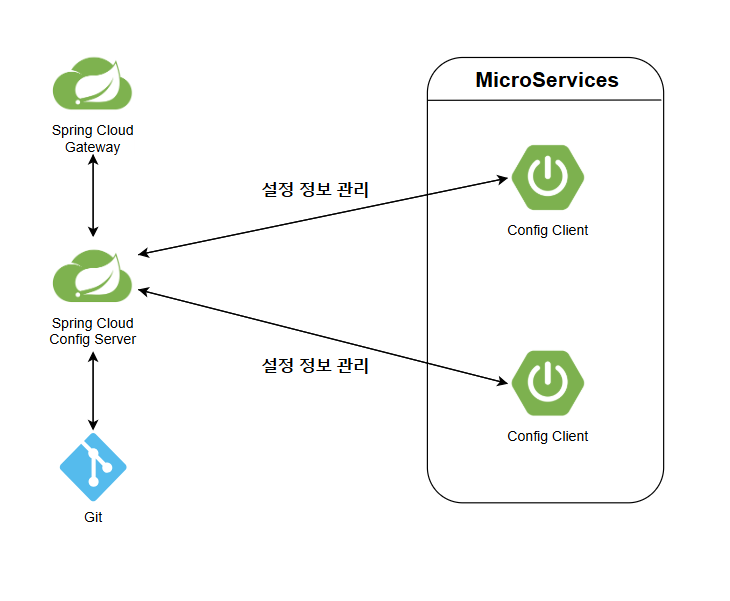 MicroServices
Spring Cloud
Gateway
설정 정보 관리
Config Client
Spring Cloud
Config Server
설정 정보 관리
Config Client
Git